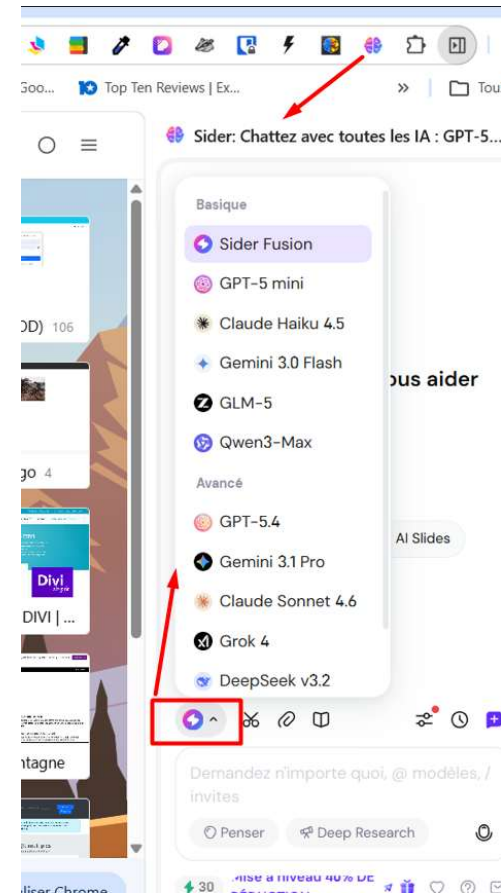 Goo...
Top Ten Reviews | Ex...
»
Tou
Sider: Chattez avec toutes les IA : GPT-5...
Basique
Sider Fusion
GPT-5 mini
Claude Haiku 4.5
Gemini 3.0 Flash
GLM-5
Qwen3-Max
Avancé
GPT-5.4
Gemini 3.1 Pro
Claude Sonnet 4.6
Grok 4
DeepSeek v3.2
ous aider
AI Slides
OD) 106
go 4
Divi
DIVI | ...
ntagne
Demandez n'importe quoi, @ modèles, /
invites
Penser
Deep Research
30
Mise à niveau 40% DE
liser Chrome